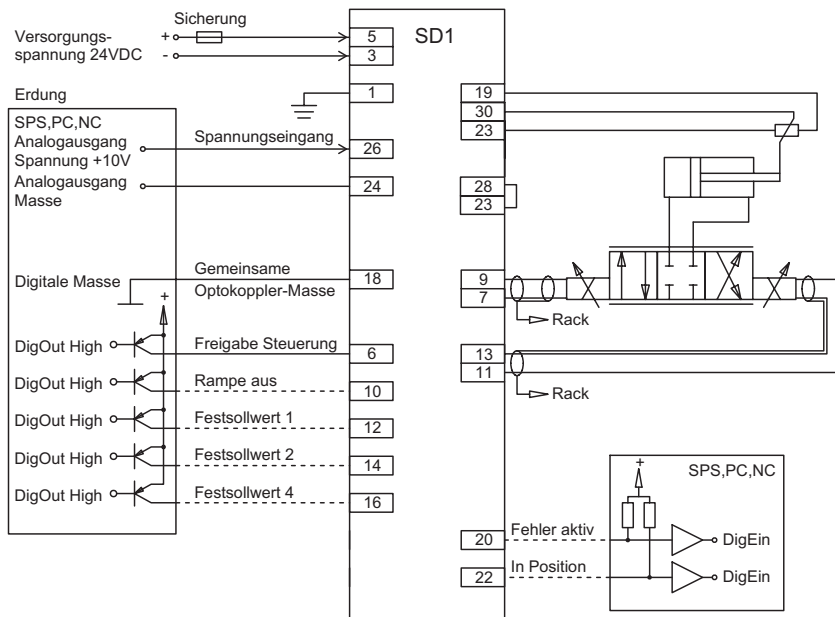 Sicherung
Versorgungs-
spannung 24VDC
+
-
5
3
SD1
Erdung
1
19
30
23
SPS,PC,NC
Analogausgang
Spannung +10V
Spannungseingang
26
Analogausgang
Masse
24
28
23
Digitale Masse
Gemeinsame
Optokoppler-Masse
18
9
7
Rack
+
DigOut High
Freigabe Steuerung
6
13
11
Rack
DigOut High
Rampe aus
10
DigOut High
Festsollwert 1
12
DigOut High
Festsollwert 2
14
DigOut High
Festsollwert 4
16
+
SPS,PC,NC
20
Fehler aktiv
DigEin
22
In Position
DigEin